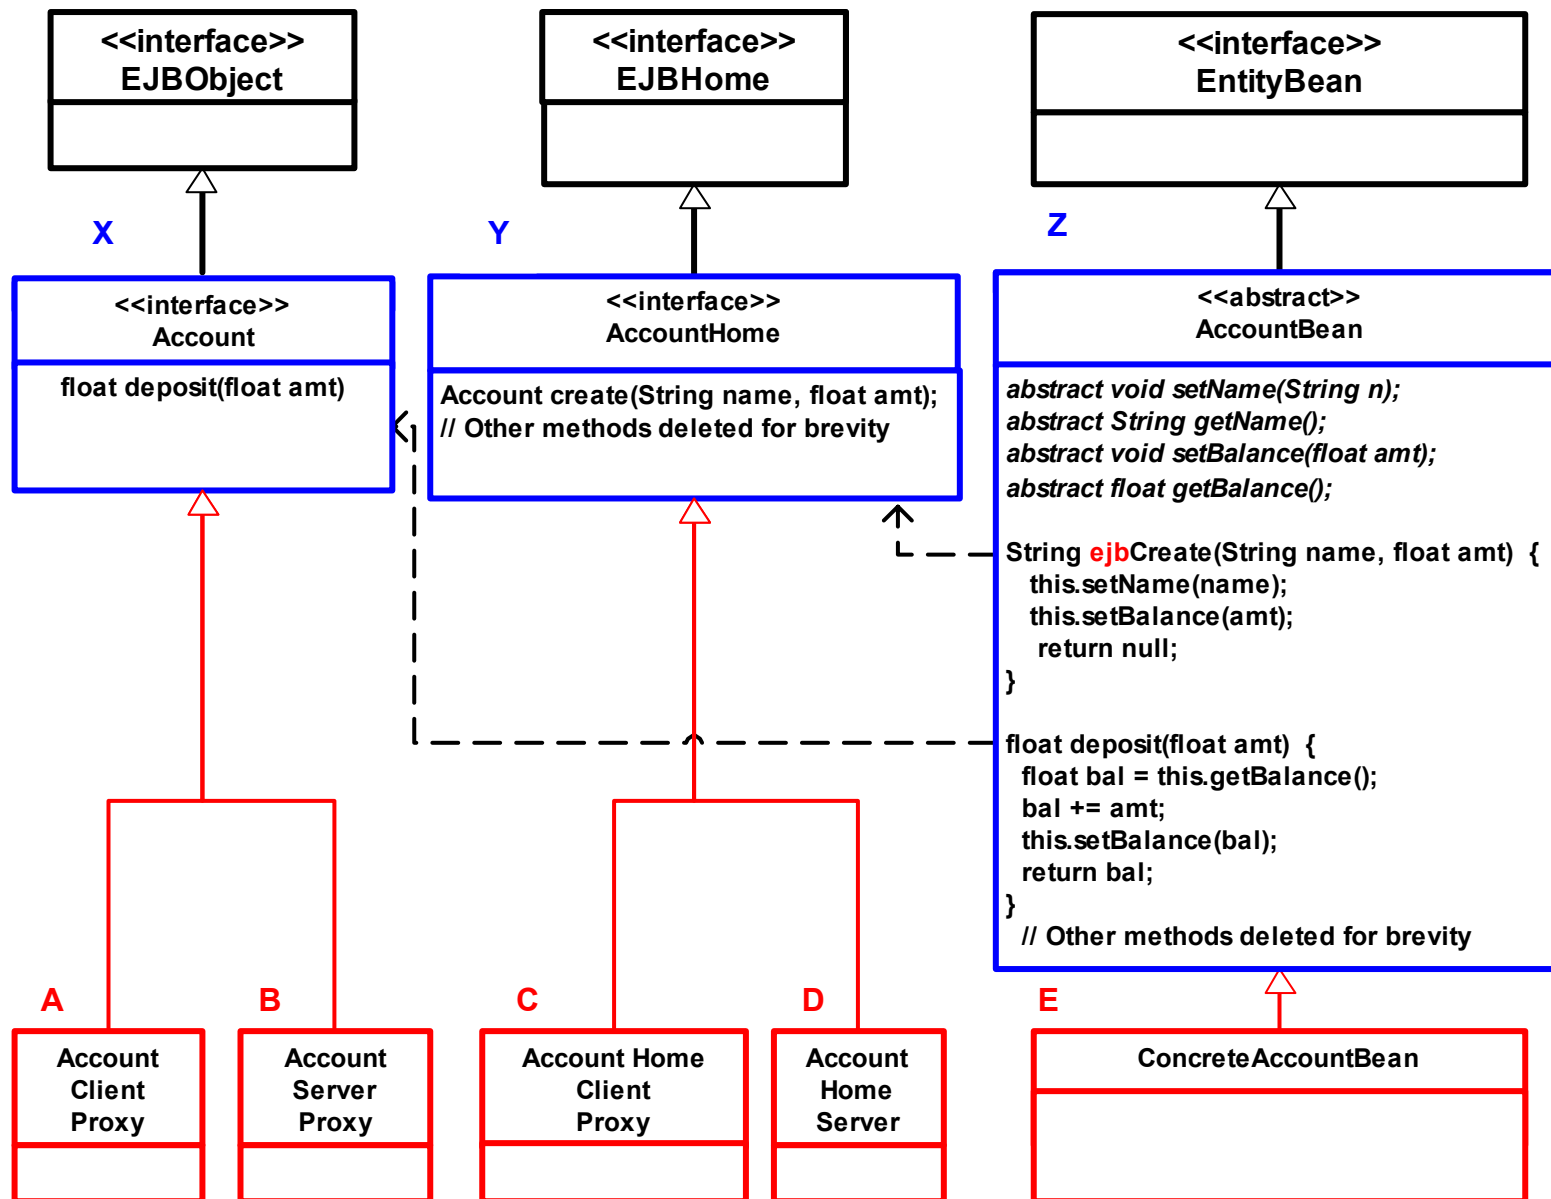 <<interface>>
EJBObject
<<interface>>
EJBHome
<<interface>>
EntityBean
X
Y
Z
<<interface>>
Account
float deposit(float amt)
<<interface>>
AccountHome
Account create(String name, float amt);
// Other methods deleted for brevity
<<abstract>>
AccountBean
abstract void setName(String n);
abstract String getName();
abstract void setBalance(float amt);
abstract float getBalance();
String ejbCreate(String name, float amt) {
this.setName(name);
this.setBalance(amt);
return null;
}
float deposit(float amt) {
float bal = this.getBalance();
bal += amt;
this.setBalance(bal);
return bal;
}
// Other methods deleted for brevity
A
B
C
D
E
Account
Client
Proxy
Account
Server
Proxy
Account Home
Client
Proxy
Account
Home
Server
ConcreteAccountBean